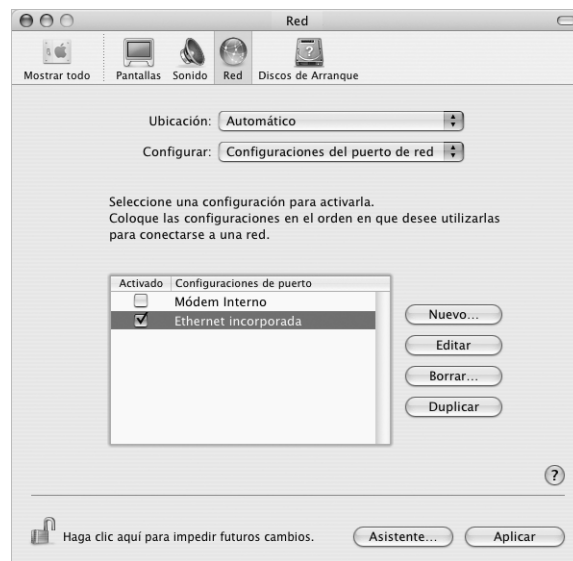 Red
Mostrar todo
Pantallas
Sonido
Red
Discos de Arranque
Ubicación: Automático
Configurar: Configuraciones del puerto de red
Seleccione una configuración para activarla.
Coloque las configuraciones en el orden en que desee utilizarlas
para conectarse a una red.
Activado Configuraciones de puerto
Módem Interno
Ethernet incorporada
Nuevo...
Editar
Borrar...
Duplicar
?
Haga clic aquí para impedir futuros cambios.
Asistente...
Aplicar